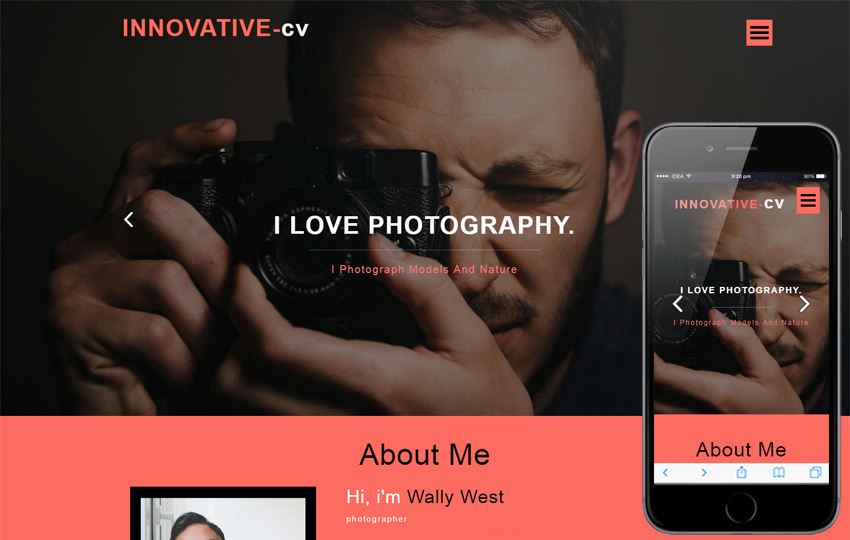 INNOVATIVE-cv
I LOVE PHOTOGRAPHY.
I Photograph Models And Nature
About Me
Hi, i'm Wally West
photographer
IDEA 9:20 pm 90%
INNOVATIVE-CV
I LOVE PHOTOGRAPHY.
I Photograph Models And Nature
About Me